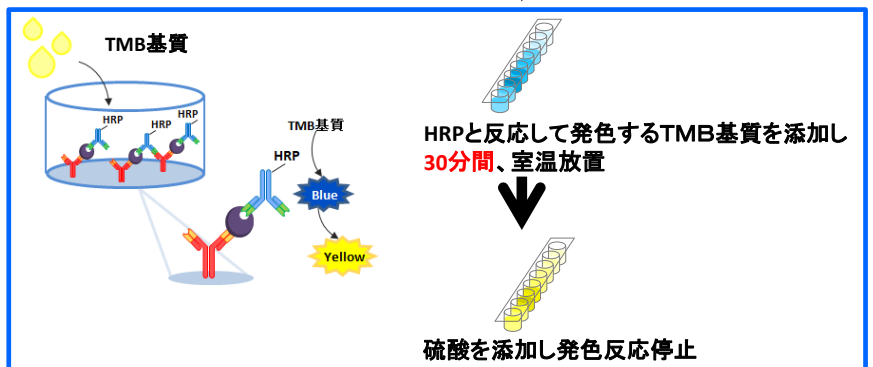 TMB基質
HRP
HRP
HRP
TMB基質
HRP
Blue
Yellow
HRPと反応して発色するTMB基質を添加し
30分間、室温放置
硫酸を添加し発色反応停止